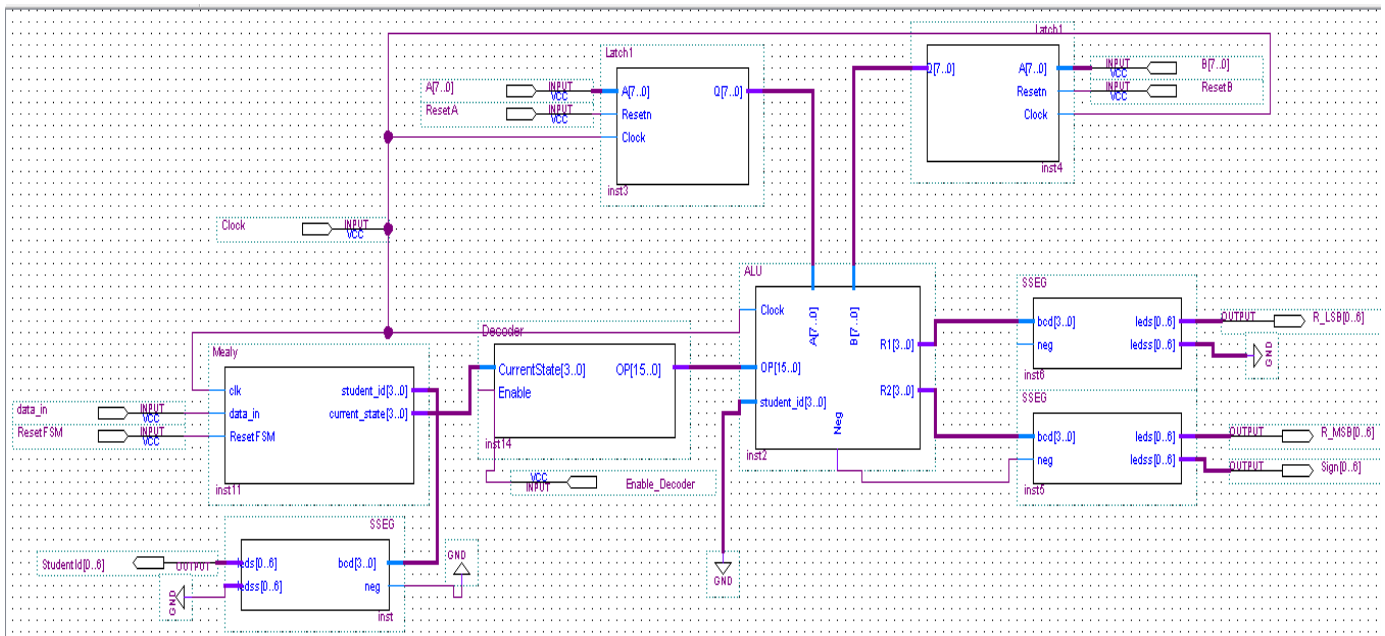 Latch1
A[7..0]
INPUT
VCC
ResetA
INPUT
VCC
A[7..0]
Resetn
Clock
Q[7..0]
inst3
Latch1
Q[7..0]
A[7..0]
Resetn
Clock
INPUT
VCC
B[7..0]
INPUT
VCC
ResetB
inst4
Clock
INPUT
VCC
ALU
Clock
A[7..0]
B[7..0]
OP[15..0]
student_id[3..0]
R1[3..0]
R2[3..0]
Neg
inst2
SSEG
bcd[3..0]
neg
leds[0..6]
ledss[0..6]
inst6
OUTPUT
R_LSB[0..6]
GND
SSEG
bcd[3..0]
neg
leds[0..6]
ledss[0..6]
inst5
OUTPUT
R_MSB[0..6]
OUTPUT
Sign[0..6]
Decoder
CurrentState[3..0]
Enable
OP[15..0]
inst14
VCC
INPUT
Enable_Decoder
Mealy
clk
data_in
ResetFSM
student_id[3..0]
current_state[3..0]
inst11
data_in
INPUT
VCC
ResetFSM
INPUT
VCC
SSEG
leds[0..6]
ledss[0..6]
bcd[3..0]
neg
inst
StudentId[0..6]
OUTPUT
GND
GND
GND